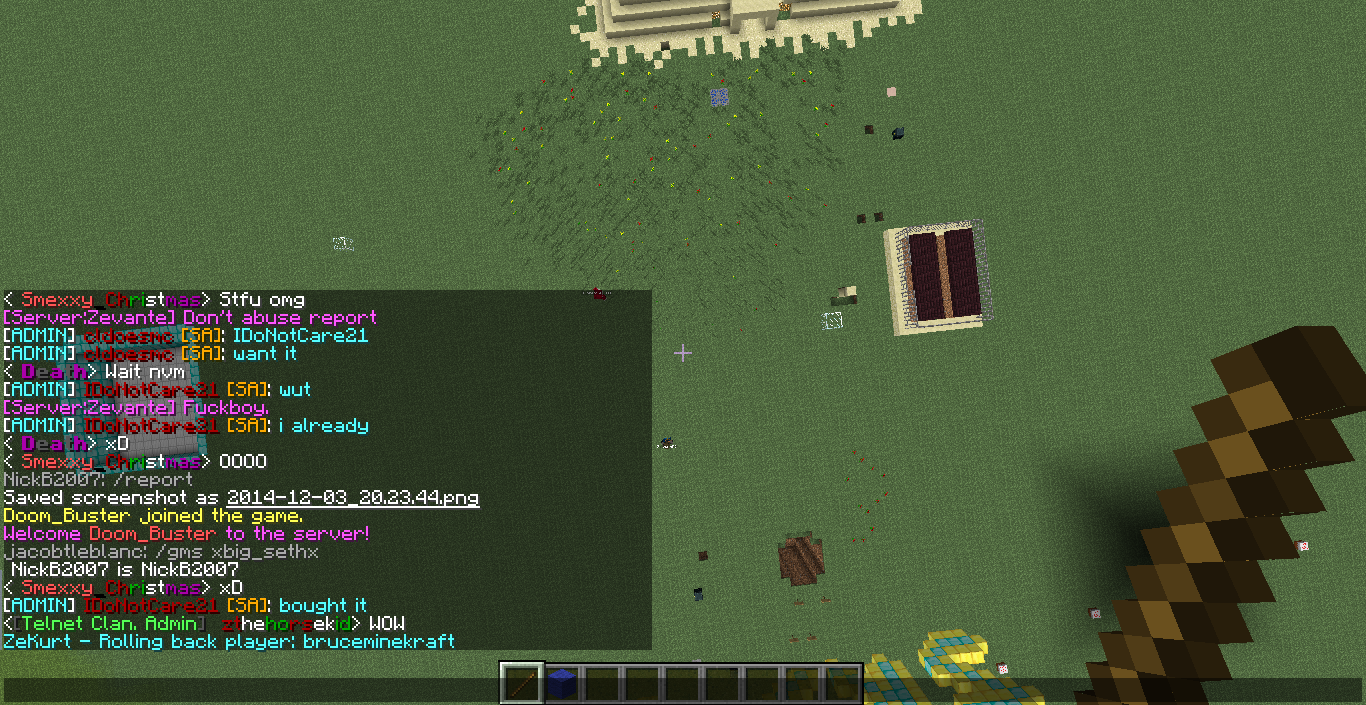 < Smexxy_Christmas> Stfu omg
[Server:Zevante] Don't abuse report
[ADMIN] cldoesmc [SA]: IDoNotCare21
[ADMIN] cldoesmc [SA]: want it
< Death> Wait nvm
[ADMIN] IDoNotCare21 [SA]: wut
[Server:Zevante] Fuckboy.
[ADMIN] IDoNotCare21 [SA]: i already
< Death> xD
< Smexxy_Christmas> OOOO
NickB2007: /report
Saved screenshot as 2014-12-03_20.23.44.png
Doom_Buster joined the game.
Welcome Doom_Buster to the server!
jacobtleblanc: /gms xbig_sethx
NickB2007 is NickB2007
< Smexxy_Christmas> xD
[ADMIN] IDoNotCare21 [SA]: bought it
<[Telnet Clan. Admin] zthehorsekid> WOW
ZeKurt - Rolling back player: bruceminekraft